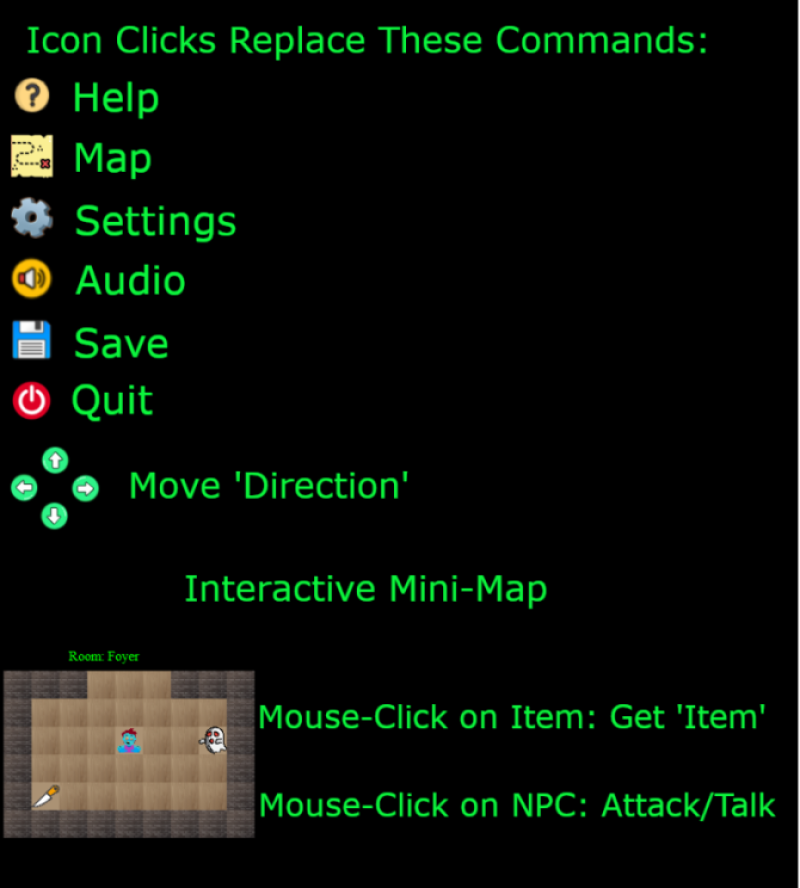 Icon Clicks Replace These Commands:
Help
Map
Settings
Audio
Save
Quit
Move 'Direction'
Interactive Mini-Map
Room: Foyer
Mouse-Click on Item: Get 'Item'
Mouse-Click on NPC: Attack/Talk